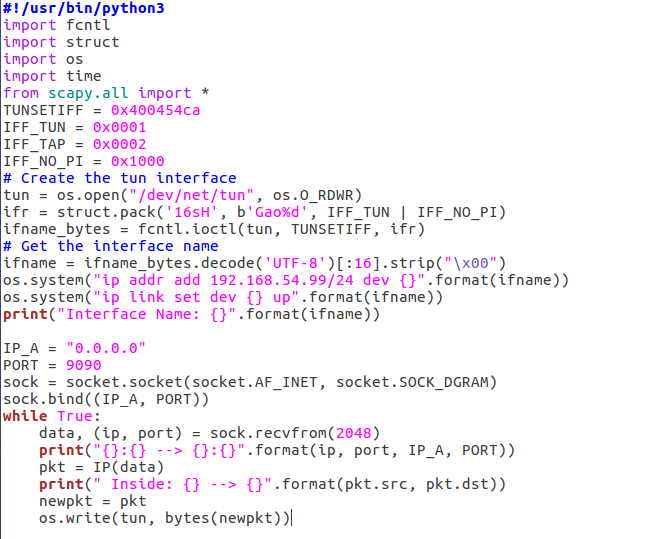 #!/usr/bin/python3
import fcntl
import struct
import os
import time
from scapy.all import *
TUNSETIFF = 0x400454ca
IFF_TUN = 0x0001
IFF_TAP = 0x0002
IFF_NO_PI = 0x1000
# Create the tun interface
tun = os.open("/dev/net/tun", os.O_RDWR)
ifr = struct.pack('16sH', b'Gao%d', IFF_TUN | IFF_NO_PI)
ifname_bytes = fcntl.ioctl(tun, TUNSETIFF, ifr)
# Get the interface name
ifname = ifname_bytes.decode('UTF-8')[:16].strip("\x00")
os.system("ip addr add 192.168.54.99/24 dev {}".format(ifname))
os.system("ip link set dev {} up".format(ifname))
print("Interface Name: {}".format(ifname))

IP_A = "0.0.0.0"
PORT = 9090
sock = socket.socket(socket.AF_INET, socket.SOCK_DGRAM)
sock.bind((IP_A, PORT))
while True:
    data, (ip, port) = sock.recvfrom(2048)
    print("{}:{} --> {}:{}".format(ip, port, IP_A, PORT))
    pkt = IP(data)
    print(" Inside: {} --> {}".format(pkt.src, pkt.dst))
    newpkt = pkt
    os.write(tun, bytes(newpkt))